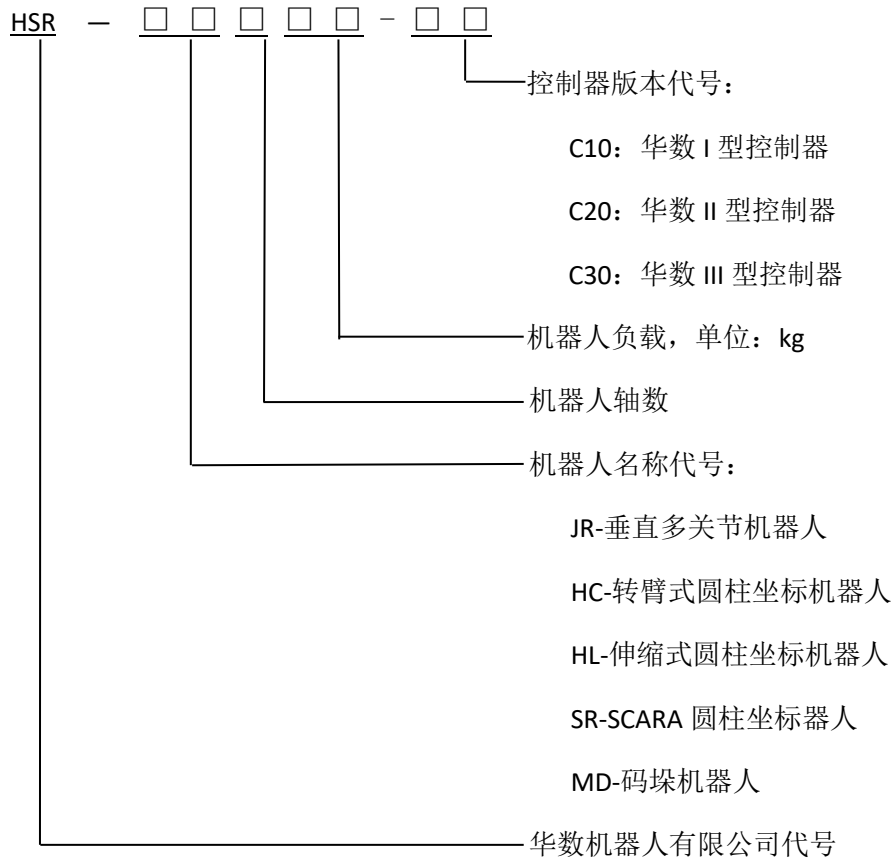 HSR — □ □ □ □ □ - □ □
控制器版本代号：
C10：华数 I 型控制器
C20：华数 II 型控制器
C30：华数 III 型控制器
机器人负载，单位：kg
机器人轴数
机器人名称代号：
JR-垂直多关节机器人
HC-转臂式圆柱坐标机器人
HL-伸缩式圆柱坐标机器人
SR-SCARA 圆柱坐标器人
MD-码垛机器人
华数机器人有限公司代号